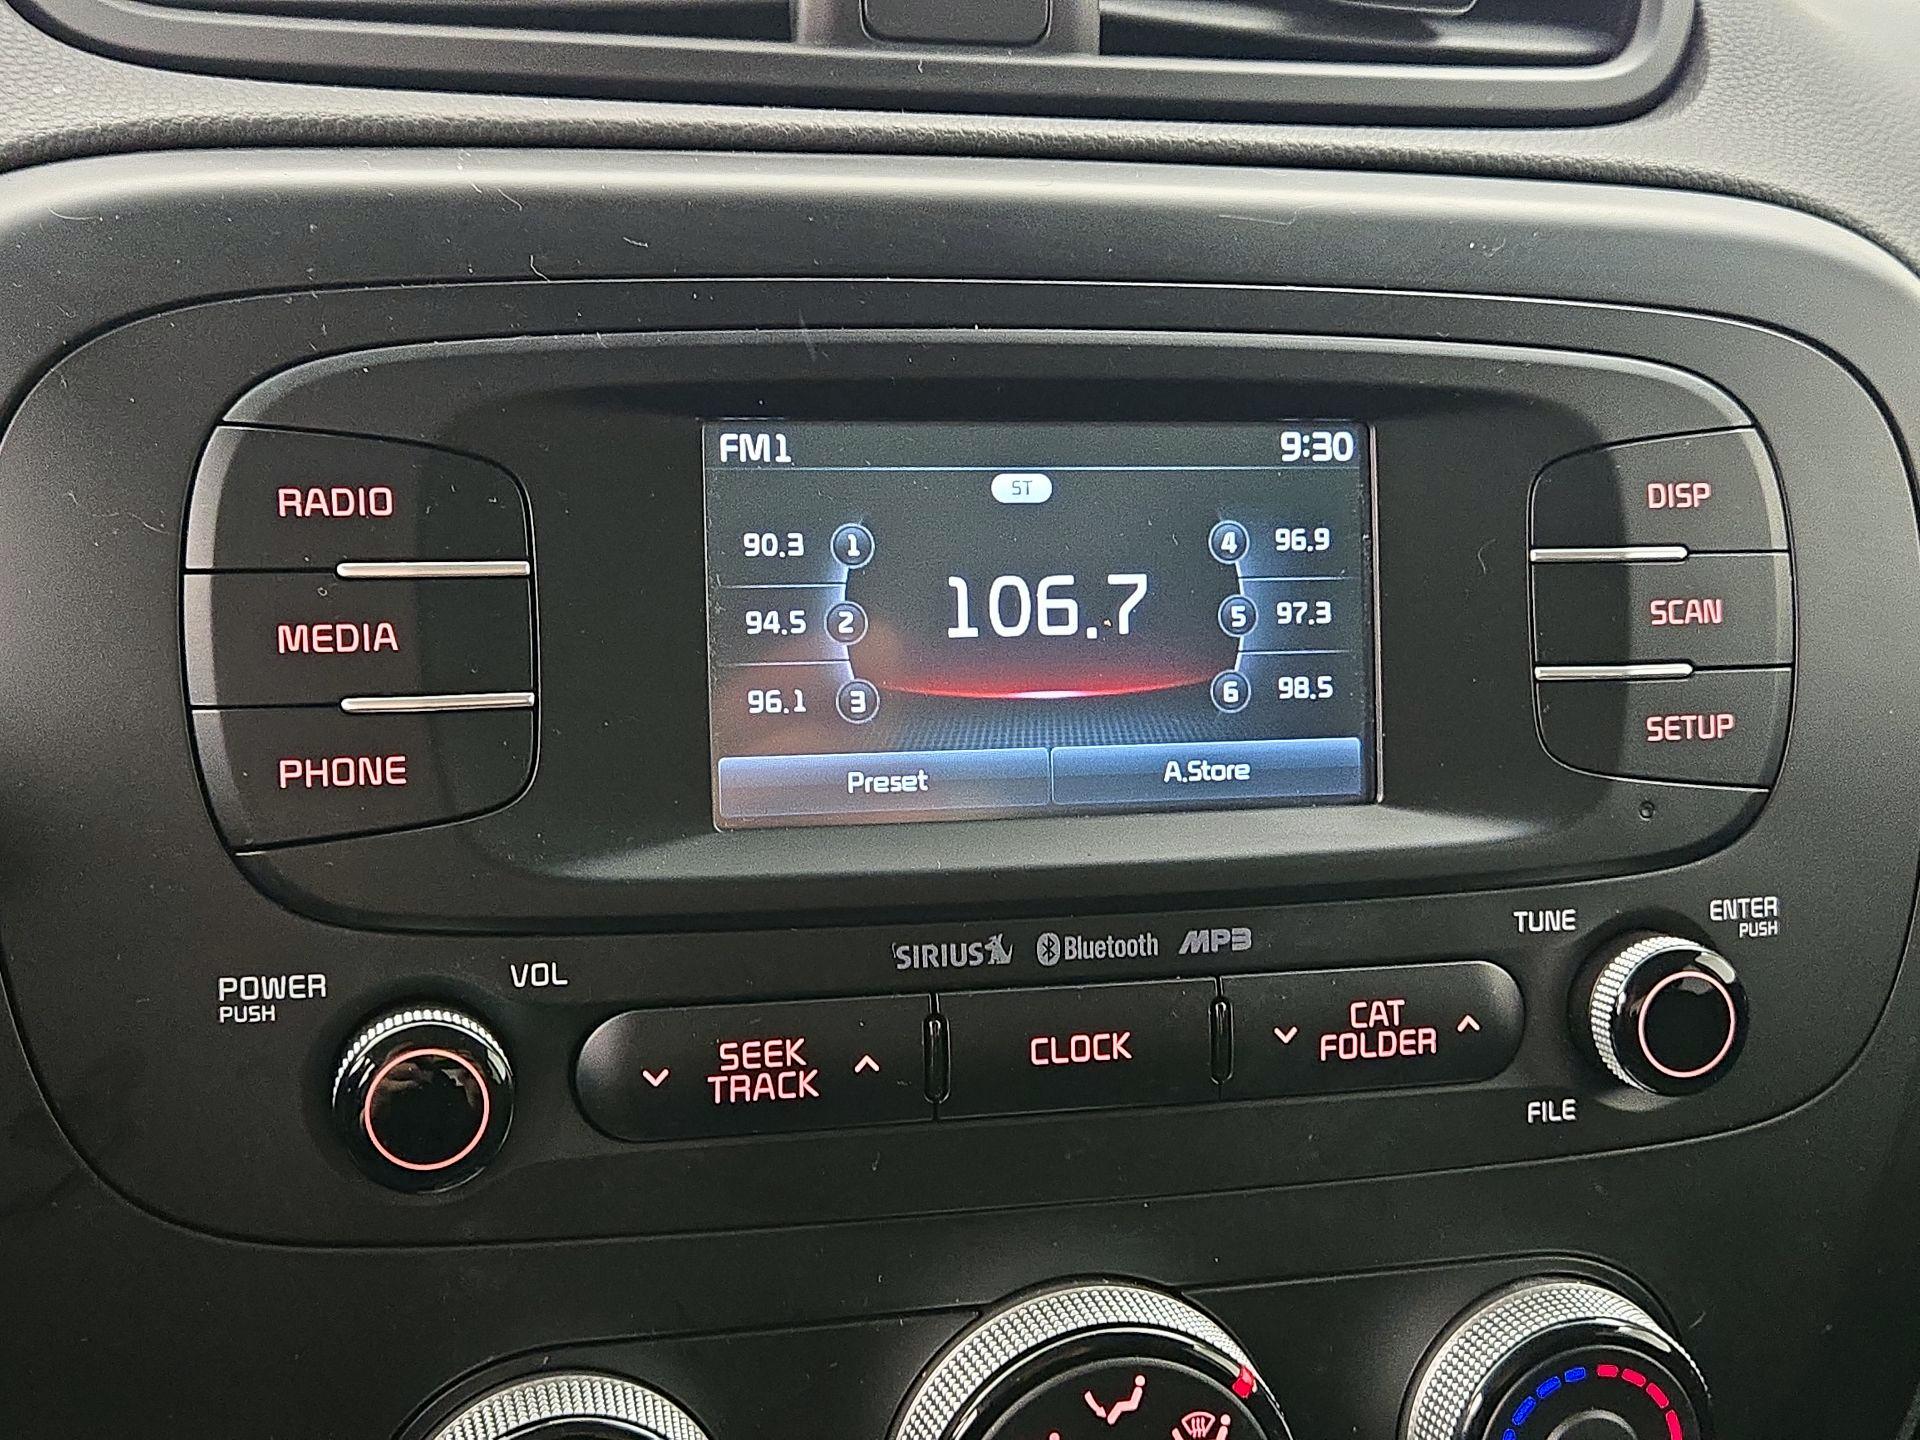 FM1 9:30
ST
90.3 1
94.5 2
96.1 3
106.7
4 96.9
5 97.3
6 98.5
Preset A.Store
RADIO
MEDIA
PHONE
DISP
SCAN
SETUP
SIRIUS Bluetooth MP3
POWER
PUSH
VOL
SEEK
TRACK
CLOCK
CAT
FOLDER
TUNE
ENTER
PUSH
FILE